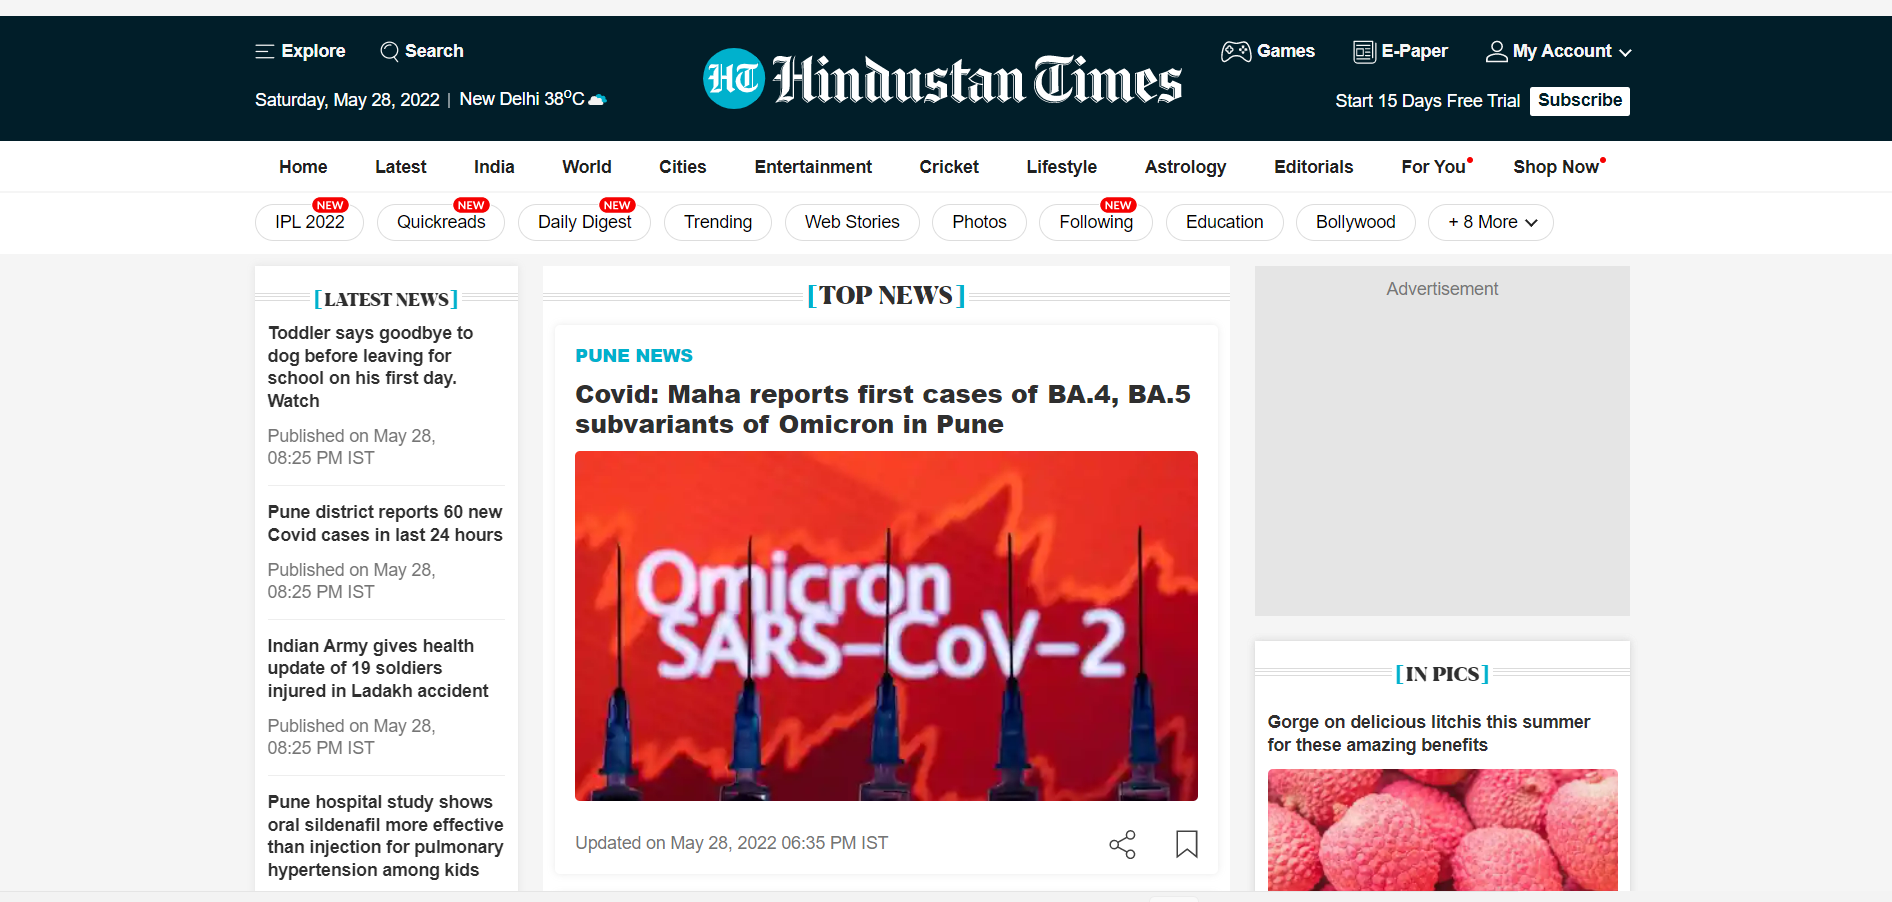 Explore
Search
Saturday, May 28, 2022 | New Delhi 38°C
HT Hindustan Times
Games
E-Paper
My Account
Start 15 Days Free Trial
Subscribe
Home Latest India World Cities Entertainment Cricket Lifestyle Astrology Editorials For You Shop Now
NEW NEW NEW NEW
IPL 2022 Quickreads Daily Digest Trending Web Stories Photos Following Education Bollywood + 8 More
[LATEST NEWS]
Toddler says goodbye to
dog before leaving for
school on his first day.
Watch
Published on May 28,
08:25 PM IST
Pune district reports 60 new
Covid cases in last 24 hours
Published on May 28,
08:25 PM IST
Indian Army gives health
update of 19 soldiers
injured in Ladakh accident
Published on May 28,
08:25 PM IST
Pune hospital study shows
oral sildenafil more effective
than injection for pulmonary
hypertension among kids
[TOP NEWS]
PUNE NEWS
Covid: Maha reports first cases of BA.4, BA.5
subvariants of Omicron in Pune
Omicron
SARS-CoV-2
Updated on May 28, 2022 06:35 PM IST
Advertisement
[IN PICS]
Gorge on delicious litchis this summer
for these amazing benefits